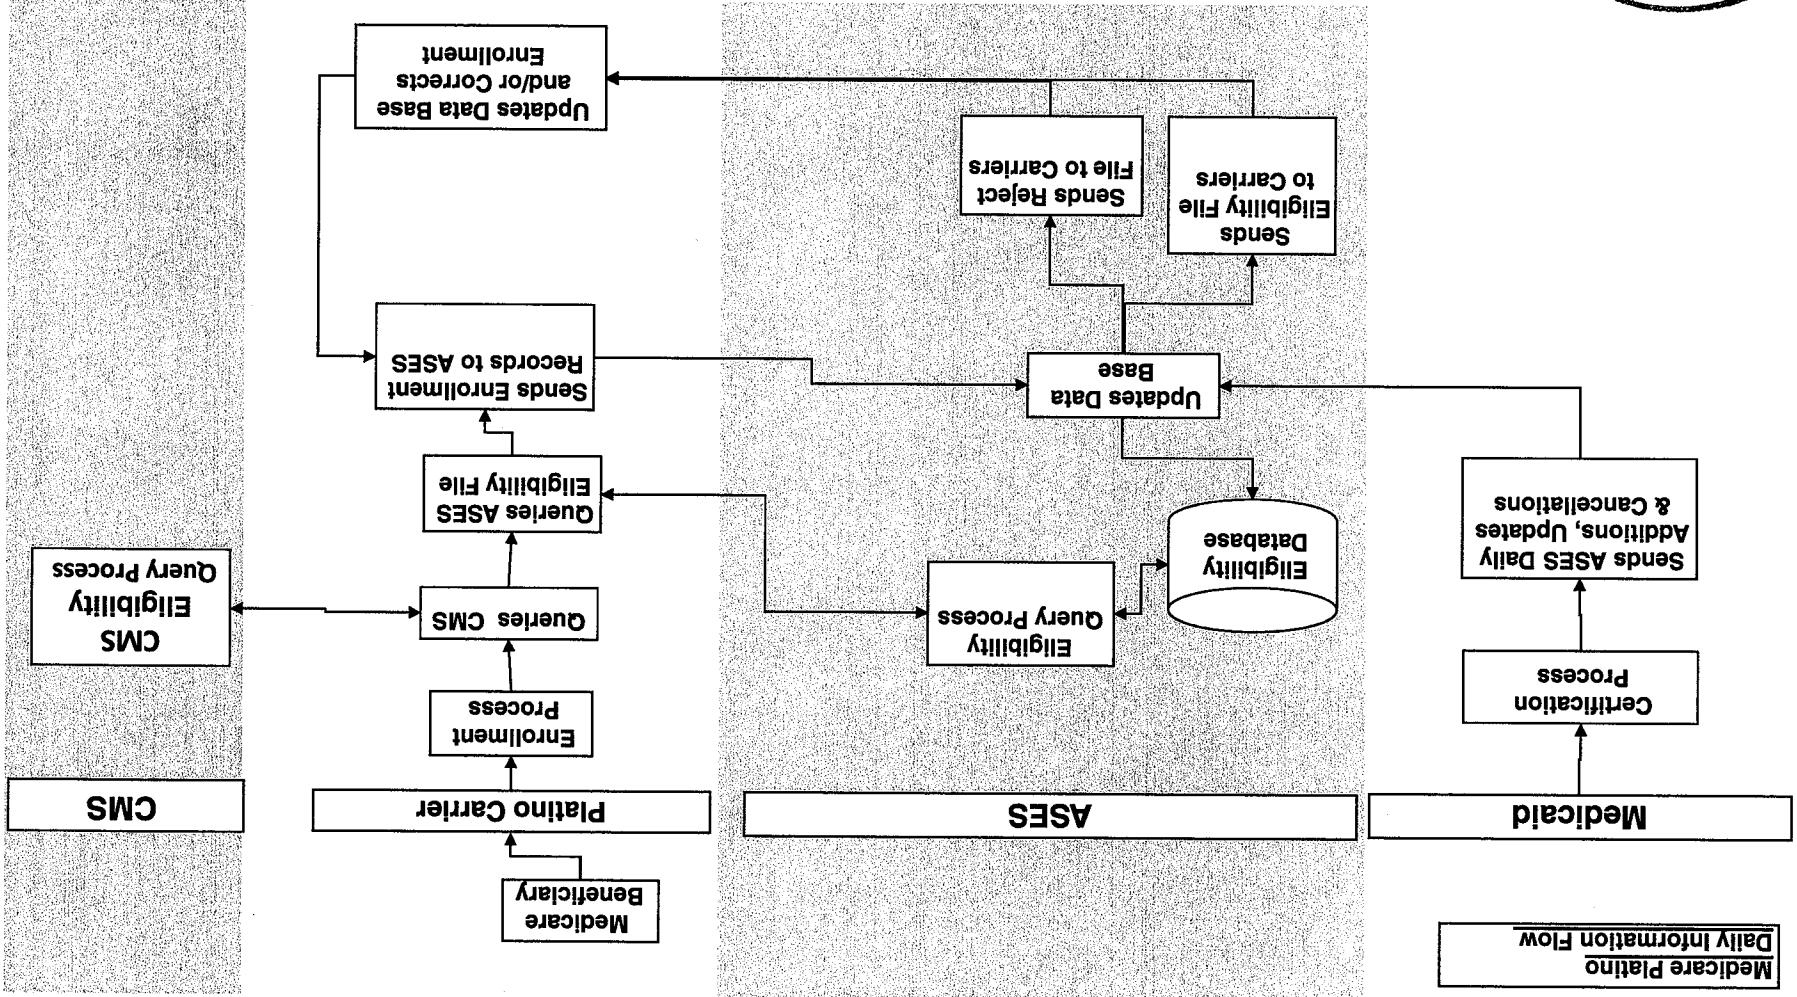 Medicare Platino
Daily Information Flow
Medicare
Beneficiary
Medicaid
ASES
Platino Carrier
CMS
Certification
Process
Sends ASES Daily
Additions, Updates
& Cancellations
Eligibility
Database
Eligibility
Query Process
Updates Data
Base
Sends
Eligibility File
to Carriers
Sends Reject
File to Carriers
Enrollment
Process
Queries CMS
Queries ASES
Eligibility File
Sends Enrollment
Records to ASES
Updates Data Base
and/or Corrects
Enrollment
CMS
Eligibility
Query Process